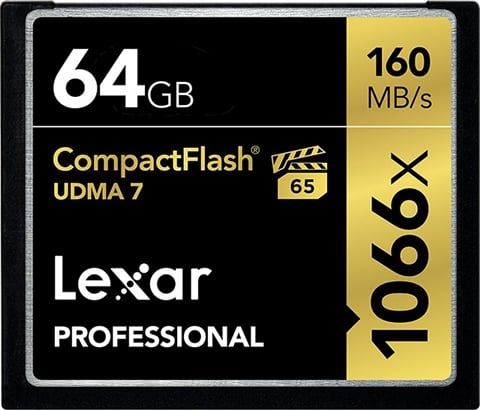 64GB
160
MB/s
CompactFlash®
UDMA 7
65
1066x
Lexar
PROFESSIONAL